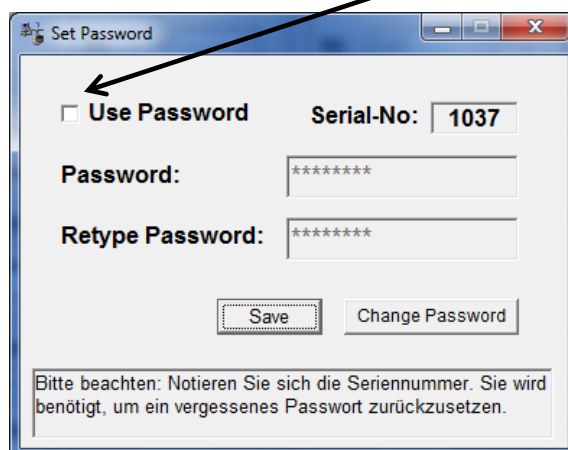 Set Password
Use Password Serial-No: 1037
Password: ********
Retype Password: ********
Save Change Password
Bitte beachten: Notieren Sie sich die Seriennummer. Sie wird
benötigt, um ein vergessenes Passwort zurückzusetzen.